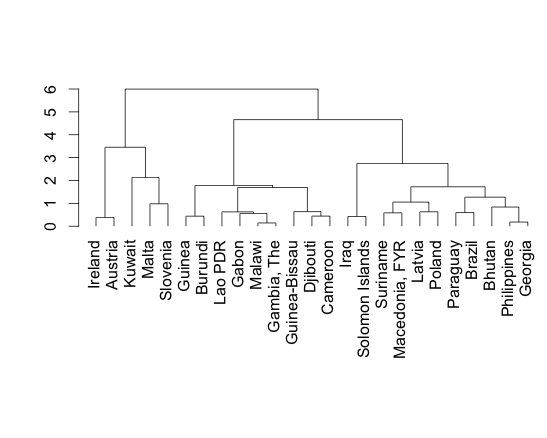 6
5
4
3
2
1
0
Ireland
Austria
Kuwait
Malta
Slovenia
Guinea
Burundi
Lao PDR
Gabon
Malawi
Gambia, The
Guinea-Bissau
Djibouti
Cameroon
Iraq
Solomon Islands
Suriname
Macedonia, FYR
Latvia
Poland
Paraguay
Brazil
Bhutan
Philippines
Georgia